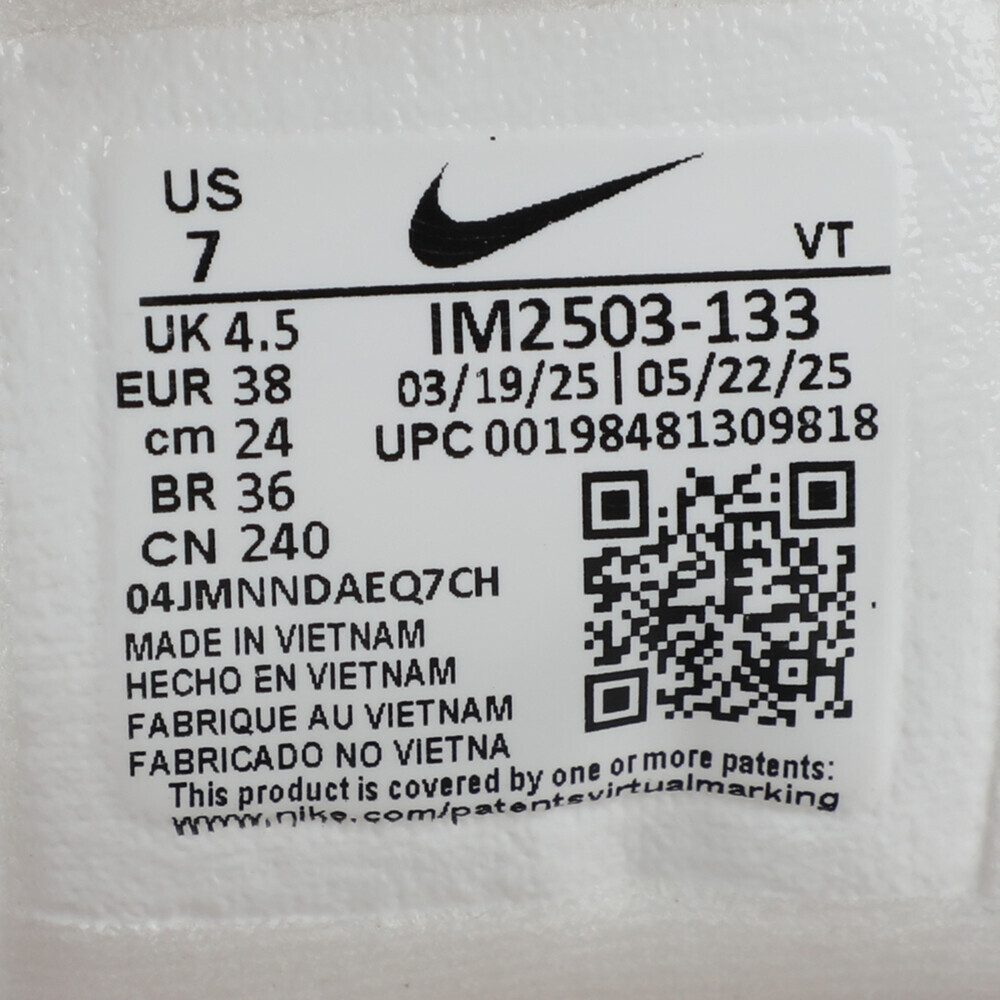 US
7
VT
UK 4.5
EUR 38
cm 24
BR 36
CN 240
IM2503-133
03/19/25 | 05/22/25
UPC 00198481309818
04JMNNDAEQ7CH
MADE IN VIETNAM
HECHO EN VIETNAM
FABRIQUE AU VIETNAM
FABRICADO NO VIETNA
This product is covered by one or more patents:
www.nike.com/patentsvirtualmarking